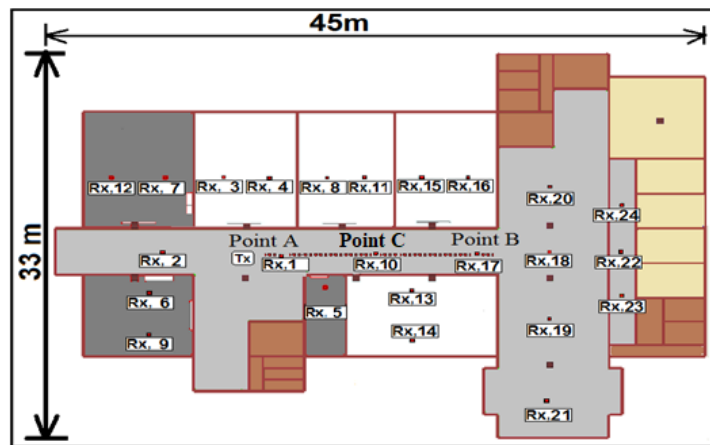 45m
33 m
Rx,12 Rx, 7 Rx, 3 Rx, 4 Rx, 8 Rx,11 Rx,15 Rx,16
Rx,20
Rx,24
Point A Point C Point B
Rx, 2 Tx Rx,1 Rx,10 Rx,17 Rx,18 Rx,22
Rx, 6 Rx, 5 Rx,13 Rx,23
Rx, 9 Rx,14 Rx,19
Rx,21